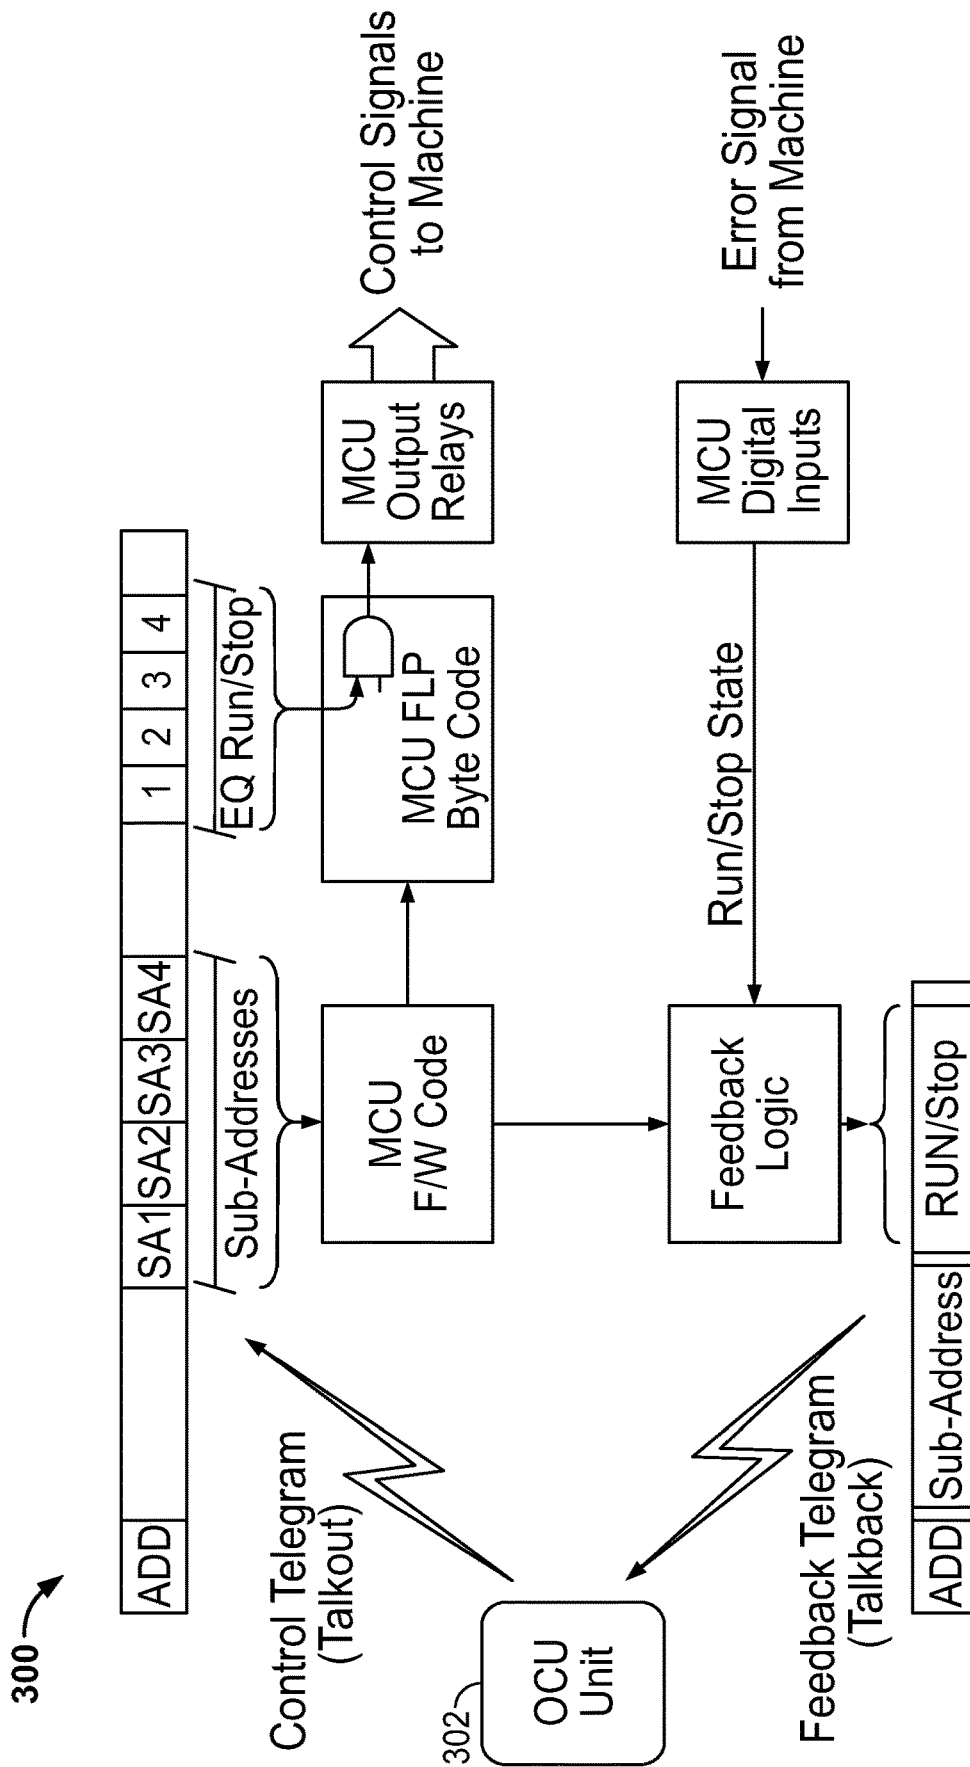 300
ADD
SA1
SA2
SA3
SA4
1
2
3
4
Sub-Addresses
EQ Run/Stop
Control Telegram
(Talkout)
MCU
F/W Code
MCU FLP
Byte Code
MCU
Output
Relays
Control Signals
to Machine
302
OCU
Unit
Run/Stop State
Feedback
Logic
MCU
Digital
Inputs
Error Signal
from Machine
Feedback Telegram
(Talkback)
ADD
Sub-Address
RUN/Stop